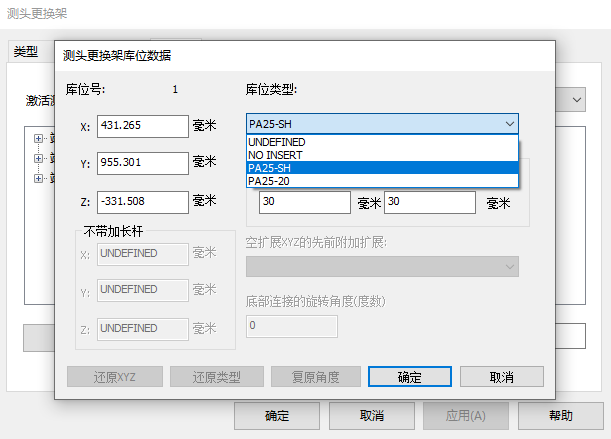 测头更换架
类型
测头更换架库位数据
库位号: 1
库位类型:
X: 431.265 毫米
PA25-SH
UNDEFINED
NO INSERT
PA25-SH
PA25-20
Y: 955.301 毫米
Z: -331.508 毫米
30 毫米 30 毫米
不带加长杆
X: UNDEFINED 毫米
Y: UNDEFINED 毫米
Z: UNDEFINED 毫米
空扩展XYZ的先前附加扩展:
底部连接的旋转角度(度数)
0
还原XYZ
还原类型
复原角度
确定
取消
激活
确定
取消
应用(A)
帮助